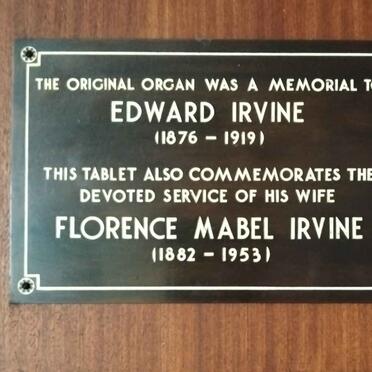 THE ORIGINAL ORGAN WAS A MEMORIAL TO
EDWARD IRVINE
(1876 – 1919)
THIS TABLET ALSO COMMEMORATES THE
DEVOTED SERVICE OF HIS WIFE
FLORENCE MABEL IRVINE
(1882 – 1953)